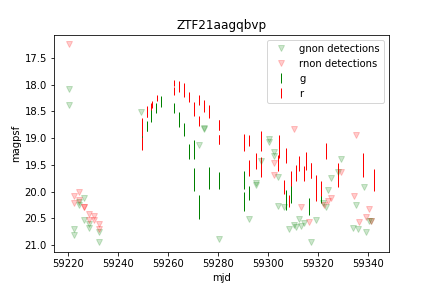 ZTF21aagqbvp
gnon detections
rnon detections
g
r
magpsf
17.5
18.0
18.5
19.0
19.5
20.0
20.5
21.0
59220 59240 59260 59280 59300 59320 59340
mjd